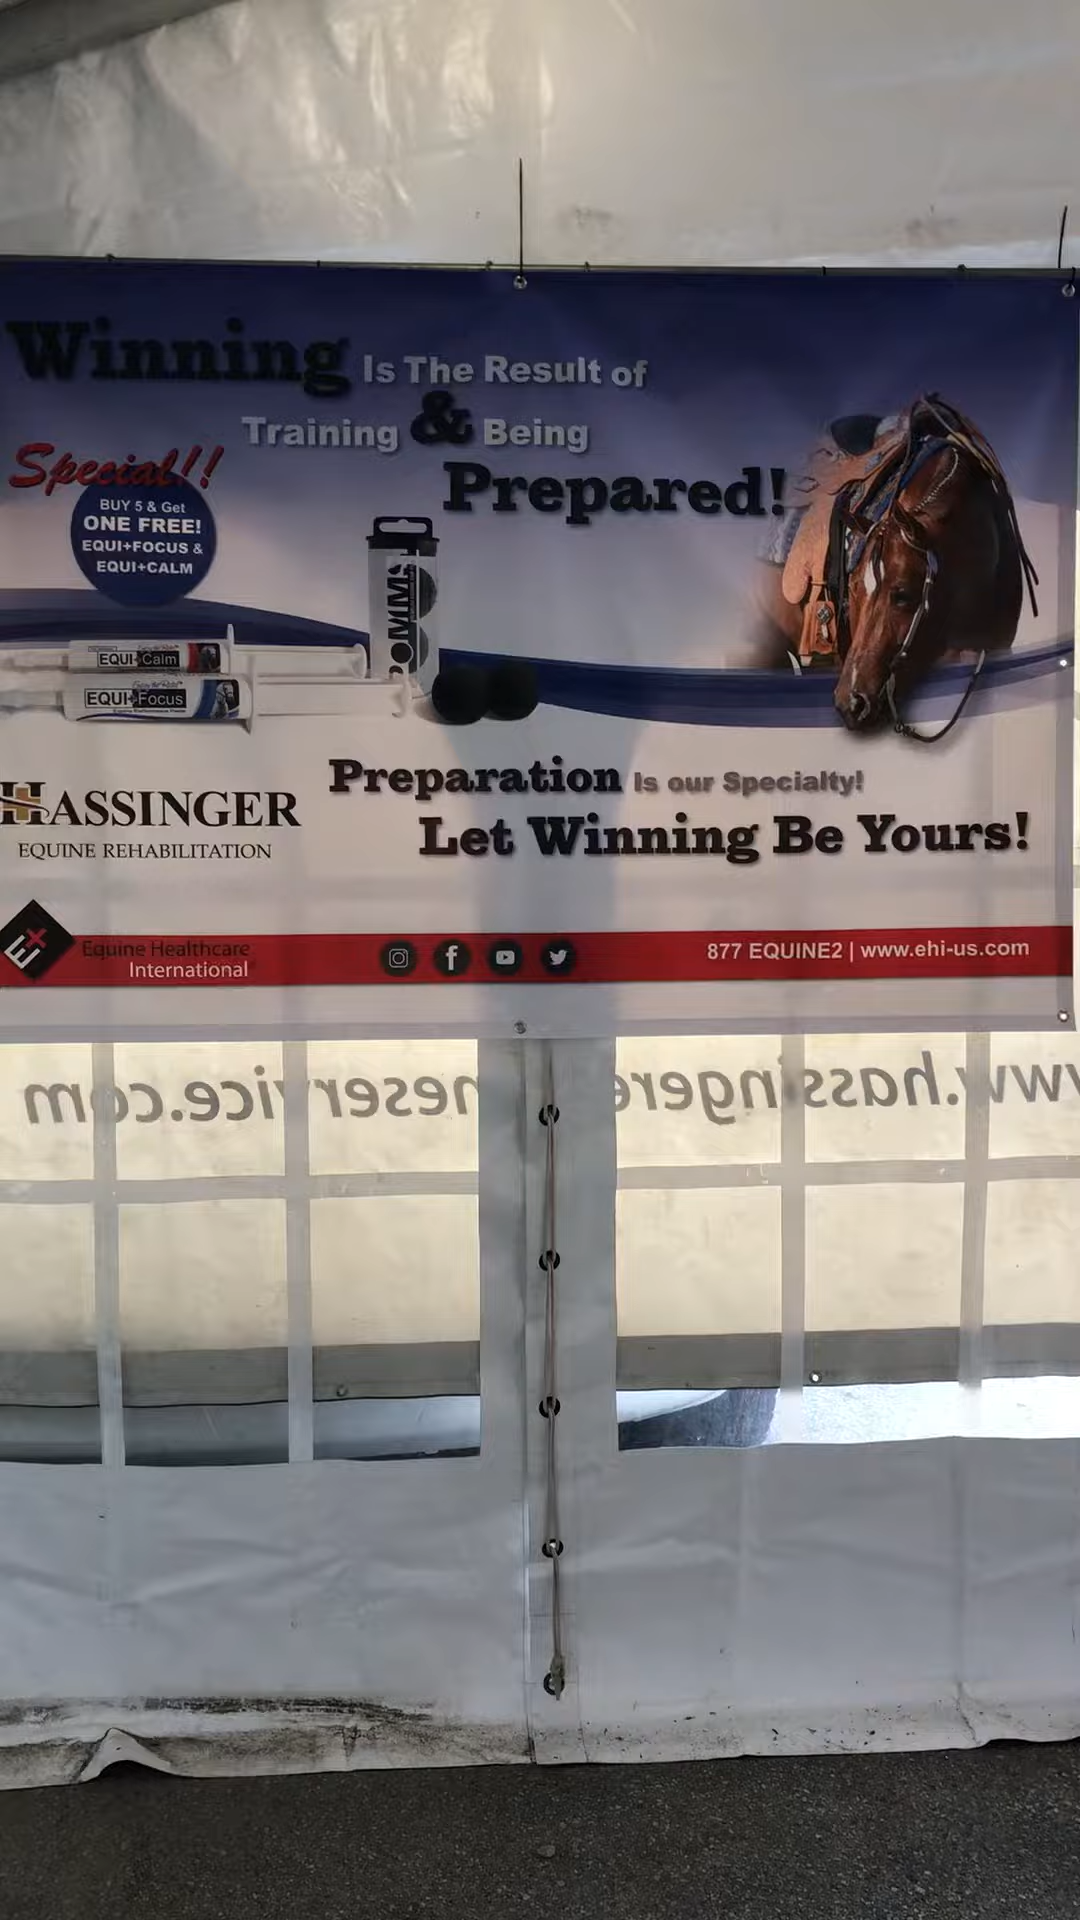 Winning Is The Result of
Training & Being
Prepared!
Special!!
BUY 5 & Get
ONE FREE!
EQUI+FOCUS &
EQUI+CALM
POMMS
EQUI+Calm
EQUI+Focus
HASSINGER
EQUINE REHABILITATION
Preparation Is our Specialty!
Let Winning Be Yours!
EX
Equine Healthcare
International
877 EQUINE2 | www.ehi-us.com